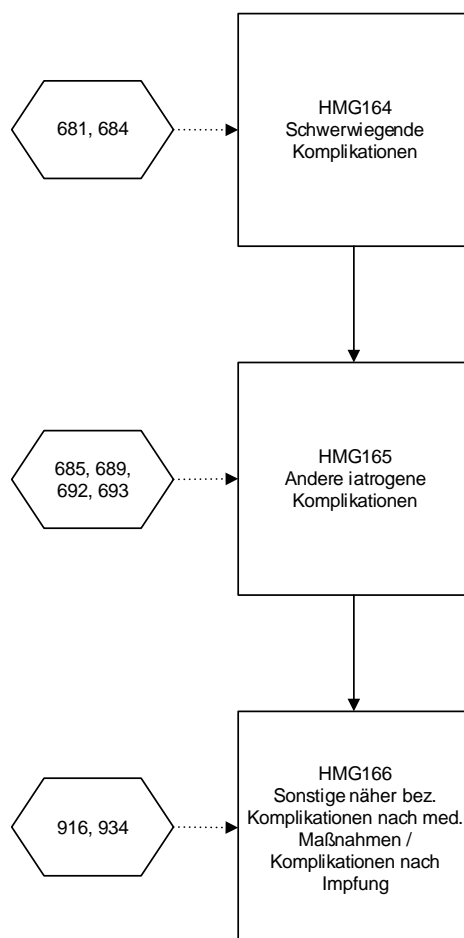 681, 684
HMG164
Schwerwiegende
Komplikationen
685, 689,
692, 693
HMG165
Andere iatrogene
Komplikationen
916, 934
HMG166
Sonstige näher bez.
Komplikationen nach med.
Maßnahmen /
Komplikationen nach
Impfung